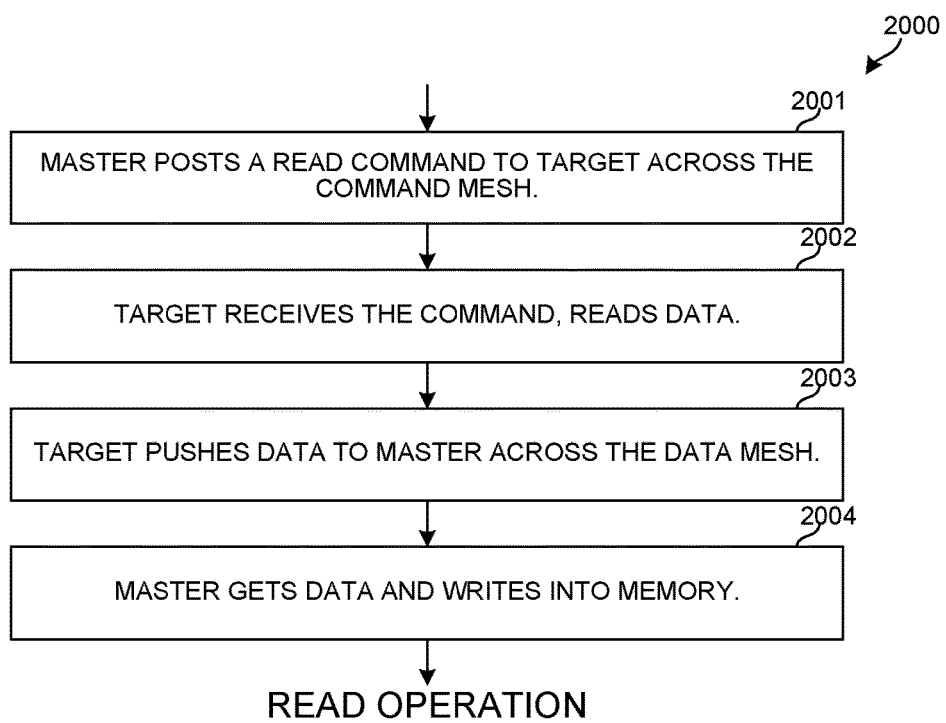 2000
2001
MASTER POSTS A READ COMMAND TO TARGET ACROSS THE
COMMAND MESH.
2002
TARGET RECEIVES THE COMMAND, READS DATA.
2003
TARGET PUSHES DATA TO MASTER ACROSS THE DATA MESH.
2004
MASTER GETS DATA AND WRITES INTO MEMORY.
READ OPERATION